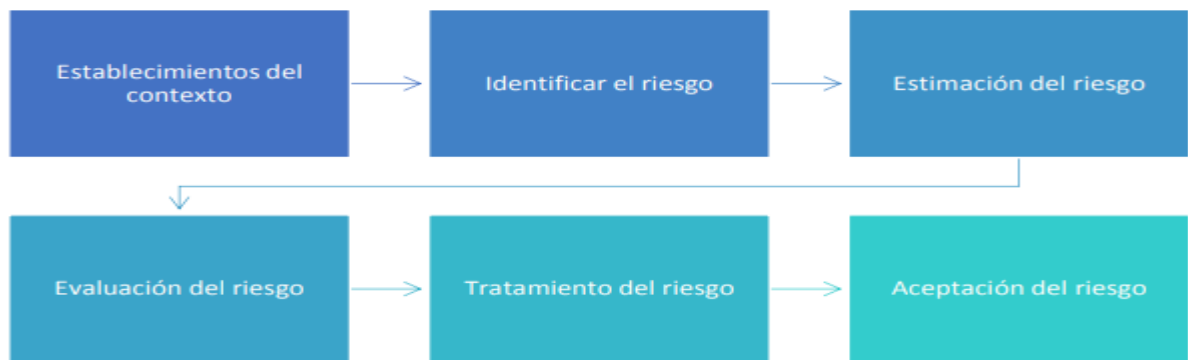 Establecimientos del
contexto
Identificar el riesgo
Estimación del riesgo
Evaluación del riesgo
Tratamiento del riesgo
Aceptación del riesgo